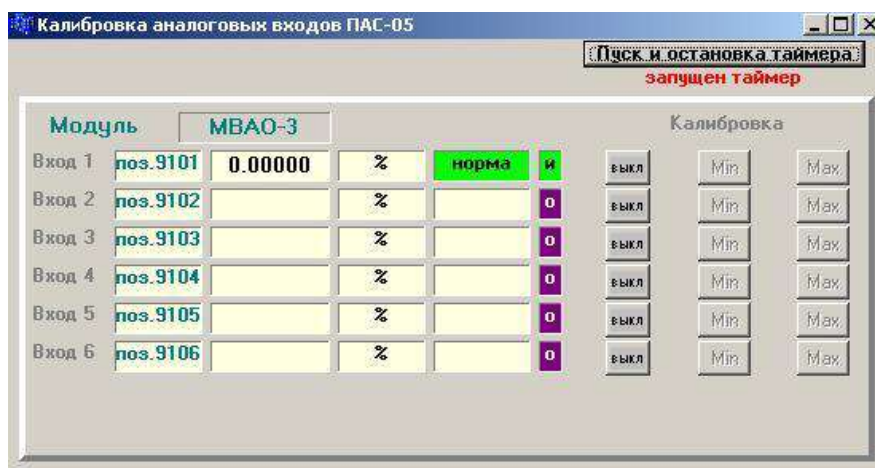 Калибровка аналоговых входов ПАС-05
Пуск и остановка таймера
запущен таймер
Модуль МВАО-3 Калибровка
Вход 1 поз.9101 0.00000 % норма и выкл Min Max
Вход 2 поз.9102 % о выкл Min Max
Вход 3 поз.9103 % о выкл Min Max
Вход 4 поз.9104 % о выкл Min Max
Вход 5 поз.9105 % о выкл Min Max
Вход 6 поз.9106 % о выкл Min Max